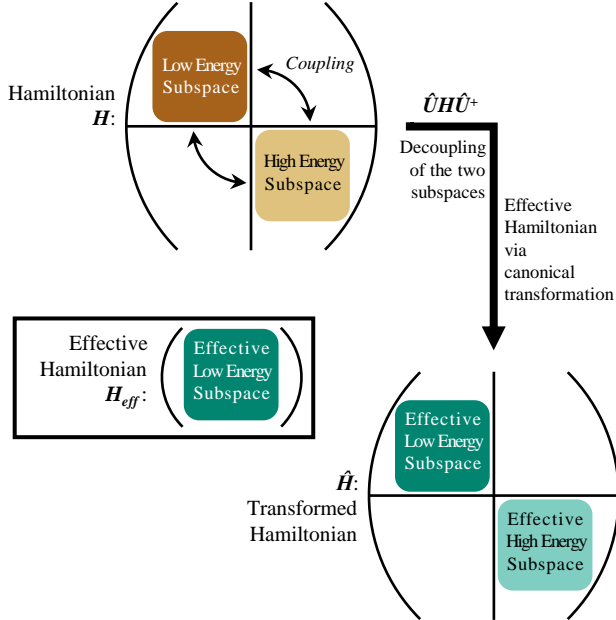 Low Energy
Subspace
Coupling
Hamiltonian
H:
High Energy
Subspace
ÛHÛ⁺
Decoupling
of the two
subspaces
Effective
Hamiltonian
via
canonical
transformation
Effective
Hamiltonian
H_eff:
Effective
Low Energy
Subspace
Effective
Low Energy
Subspace
Ĥ:
Transformed
Hamiltonian
Effective
High Energy
Subspace